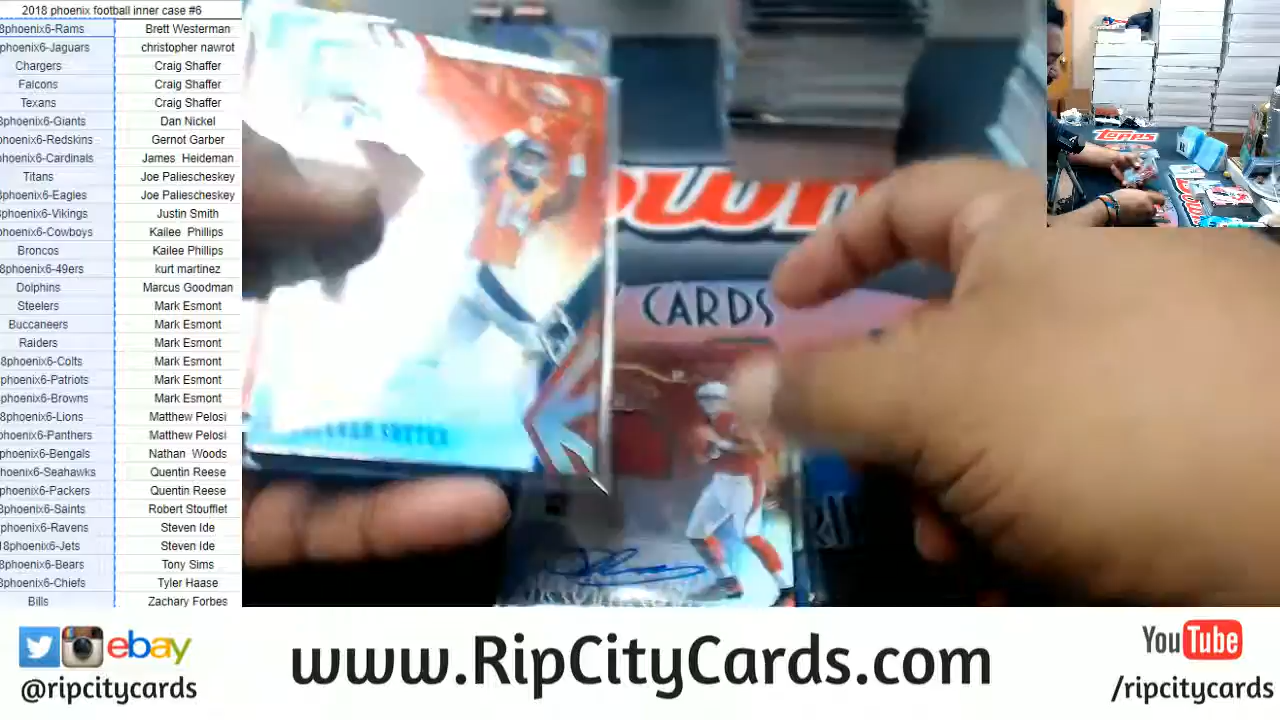 2018 phoenix football inner case #6
8phoenix6-Rams Brett Westerman
phoenix6-Jaguars christopher nawrot
Chargers Craig Shaffer
Falcons Craig Shaffer
Texans Craig Shaffer
8phoenix6-Giants Dan Nickel
phoenix6-Redskins Gernot Garber
phoenix6-Cardinals James Heideman
Titans Joe Paliescheskey
phoenix6-Eagles Joe Paliescheskey
8phoenix6-Vikings Justin Smith
phoenix6-Cowboys Kailee Phillips
Broncos Kailee Phillips
8phoenix6-49ers kurt martinez
Dolphins Marcus Goodman
Steelers Mark Esmont
Buccaneers Mark Esmont
Raiders Mark Esmont
8phoenix6-Colts Mark Esmont
phoenix6-Patriots Mark Esmont
phoenix6-Browns Mark Esmont
8phoenix6-Lions Matthew Pelosi
phoenix6-Panthers Matthew Pelosi
phoenix6-Bengals Nathan Woods
hoenix6-Seahawks Quentin Reese
phoenix6-Packers Quentin Reese
8phoenix6-Saints Robert Stoufflet
phoenix6-Ravens Steven Ide
18phoenix6-Jets Steven Ide
8phoenix6-Bears Tony Sims
8phoenix6-Chiefs Tyler Haase
Bills Zachary Forbes
Topps
CARDS
14
ebay
@ripcitycards
www.RipCityCards.com
YouTube
/ripcitycards